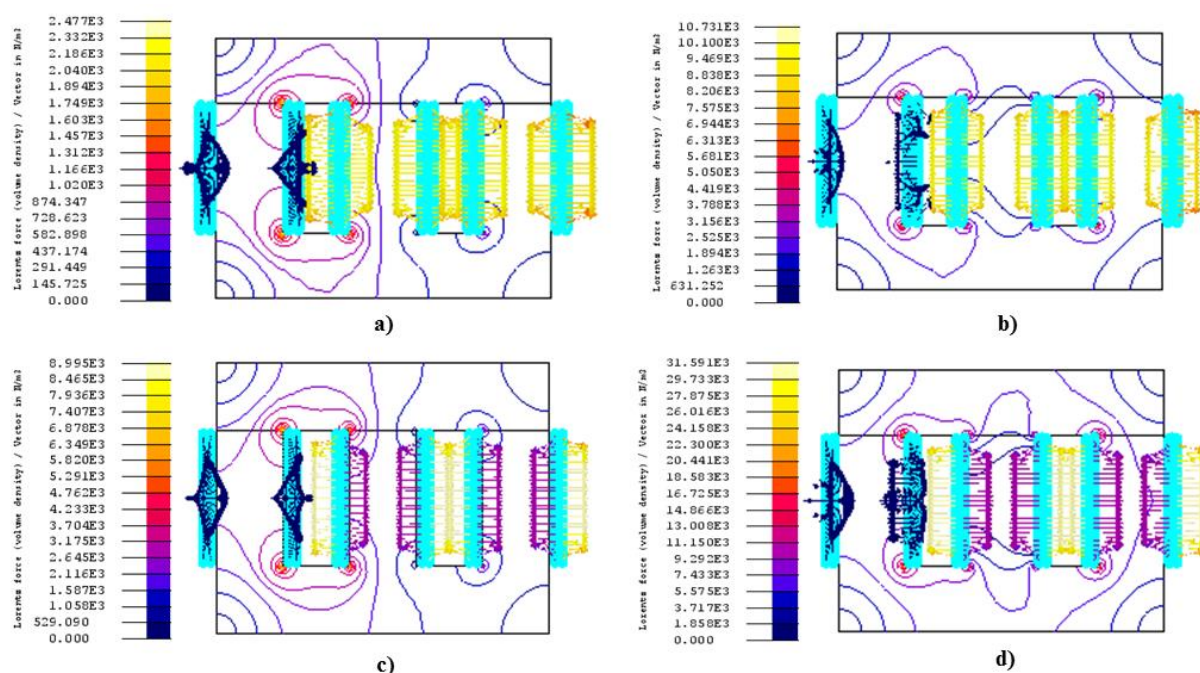 2.477E3
2.332E3
2.186E3
2.040E3
1.894E3
1.749E3
1.603E3
1.457E3
1.312E3
1.166E3
1.020E3
874.347
728.623
582.898
437.174
291.449
145.725
0.000
Lorents force (volume density) / Vector in N/m2
a)
10.731E3
10.100E3
9.469E3
8.838E3
8.206E3
7.575E3
6.944E3
6.313E3
5.681E3
5.050E3
4.419E3
3.788E3
3.156E3
2.525E3
1.894E3
1.263E3
631.252
0.000
Lorents force (volume density) / Vector in N/m2
b)
8.995E3
8.465E3
7.936E3
7.407E3
6.878E3
6.349E3
5.820E3
5.291E3
4.762E3
4.233E3
3.704E3
3.175E3
2.645E3
2.116E3
1.587E3
1.058E3
529.090
0.000
Lorents force (volume density) / Vector in N/m2
c)
31.591E3
29.733E3
27.875E3
26.016E3
24.158E3
22.300E3
20.441E3
18.583E3
16.725E3
14.866E3
13.008E3
11.150E3
9.292E3
7.433E3
5.575E3
3.717E3
1.858E3
0.000
Lorents force (volume density) / Vector in N/m2
d)